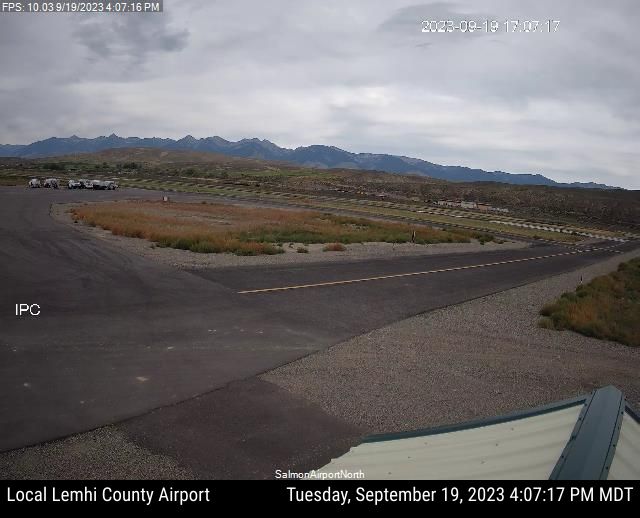 FPS: 10.03 9/19/2023 4:07:16 PM
2023-09-19 17:07:17
IPC
SalmonAirportNorth
Local Lemhi County Airport Tuesday, September 19, 2023 4:07:17 PM MDT